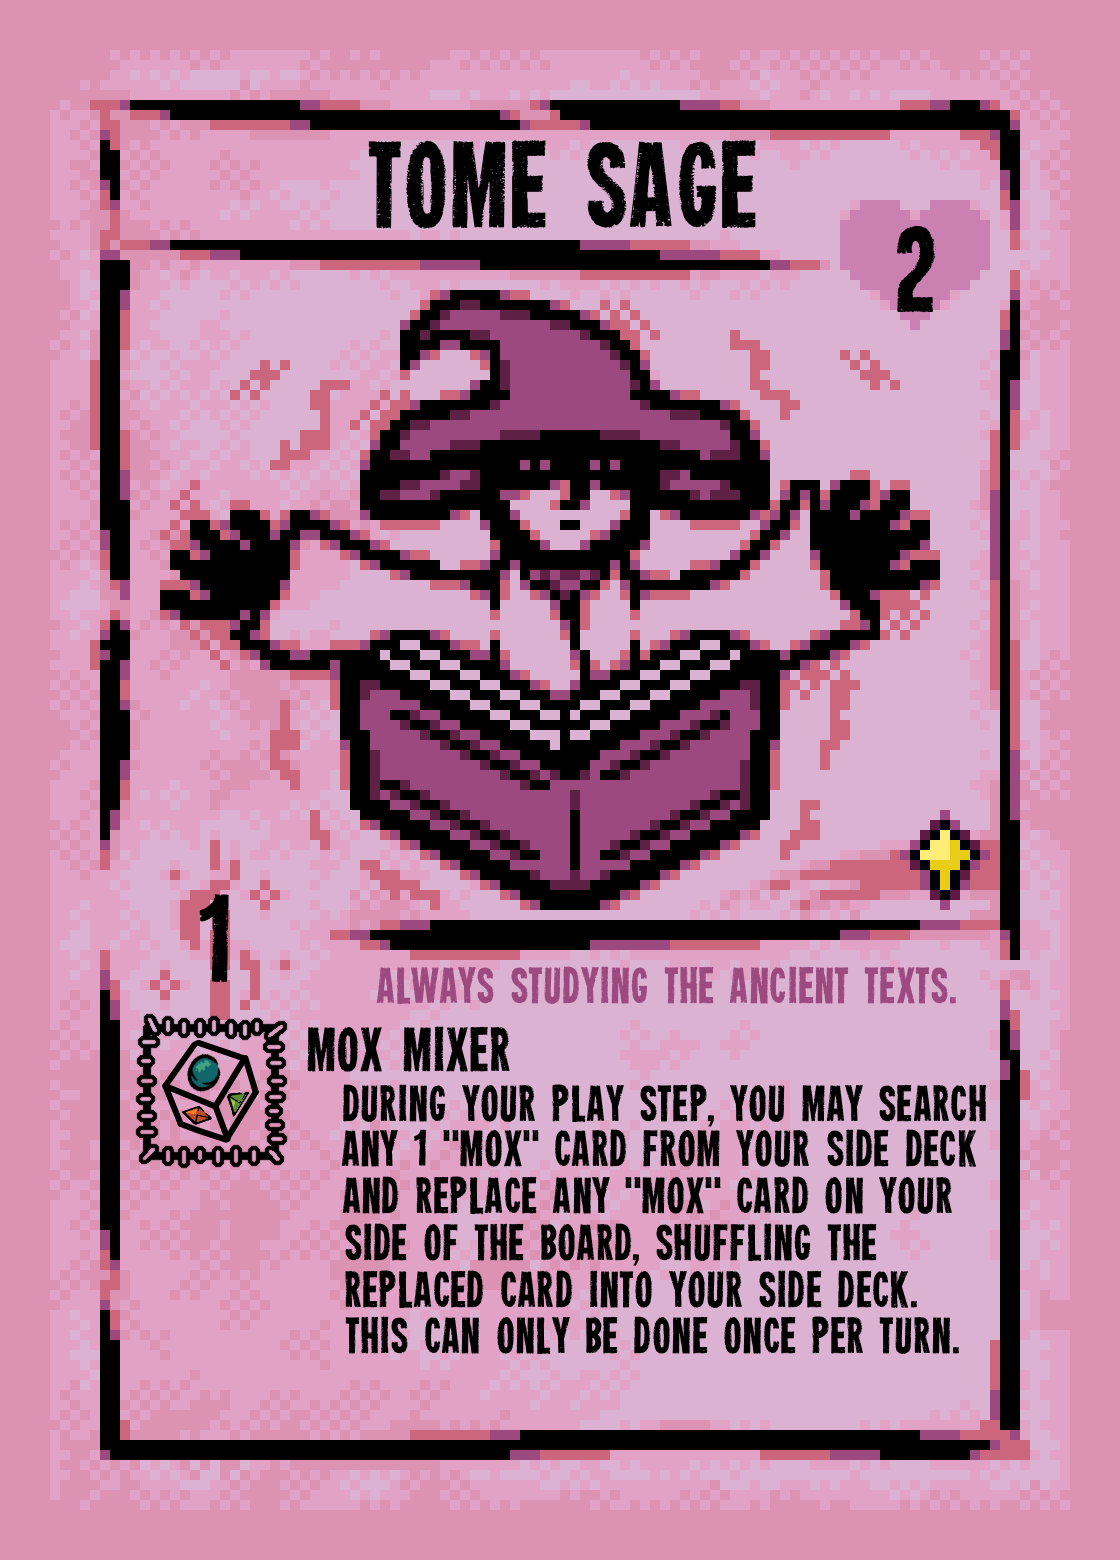 TOME SAGE
2
1
ALWAYS STUDYING THE ANCIENT TEXTS.
MOX MIXER
DURING YOUR PLAY STEP, YOU MAY SEARCH
ANY 1 "MOX" CARD FROM YOUR SIDE DECK
AND REPLACE ANY "MOX" CARD ON YOUR
SIDE OF THE BOARD, SHUFFLING THE
REPLACED CARD INTO YOUR SIDE DECK.
THIS CAN ONLY BE DONE ONCE PER TURN.